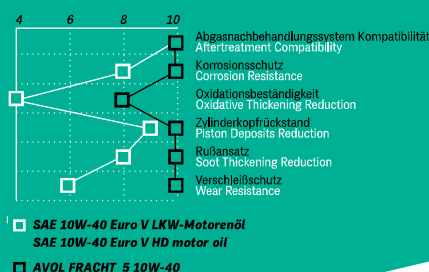 4 6 8 10
Abgasnachbehandlungssystem Kompatibilität
Aftertreatment Compatibility
Korrosionsschutz
Corrosion Resistance
Oxidationsbeständigkeit
Oxidative Thickening Reduction
Zylinderkopfrückstand
Piston Deposits Reduction
Rußansatz
Soot Thickening Reduction
Verschleißschutz
Wear Resistance
SAE 10W-40 Euro V LKW-Motorenöl
SAE 10W-40 Euro V HD motor oil
AVOL FRACHT 5 10W-40